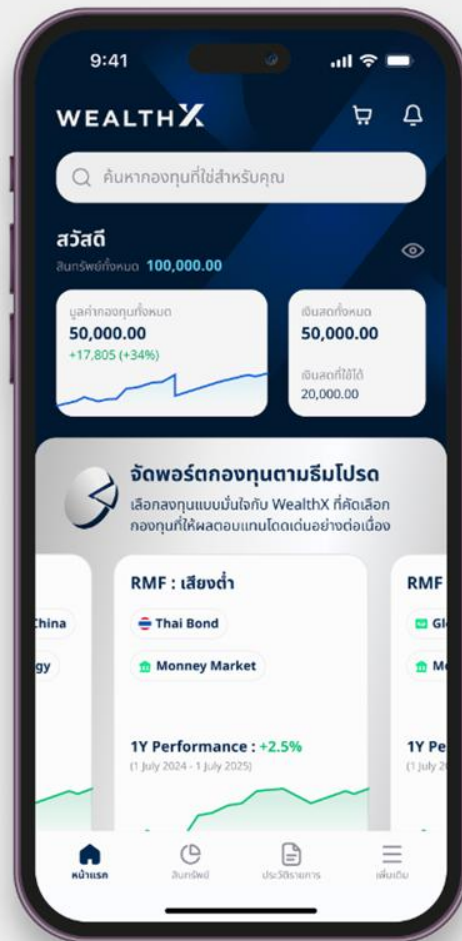 9:41
WEALTHX
ค้นหากองทุนที่ใช่สำหรับคุณ
สวัสดี
สินทรัพย์ทั้งหมด 100,000.00
มูลค่ากองทุนทั้งหมด
50,000.00
+17,805 (+34%)
เงินสดทั้งหมด
50,000.00
เงินสดที่ใช้ได้
20,000.00
จัดพอร์ตกองทุนตามธีมโปรด
เลือกลงทุนแบบมั่นใจกับ WealthX ที่คัดเลือก
กองทุนที่ให้ผลตอบแทนโดดเด่นอย่างต่อเนื่อง
China
gy
RMF : เสี่ยงต่ำ
Thai Bond
Monney Market
1Y Performance : +2.5%
(1 July 2024 - 1 July 2025)
RMF
Gl
M
1Y Pe
(1 July 2
หน้าแรก
สินทรัพย์
ประวัติรายการ
เพิ่มเติม